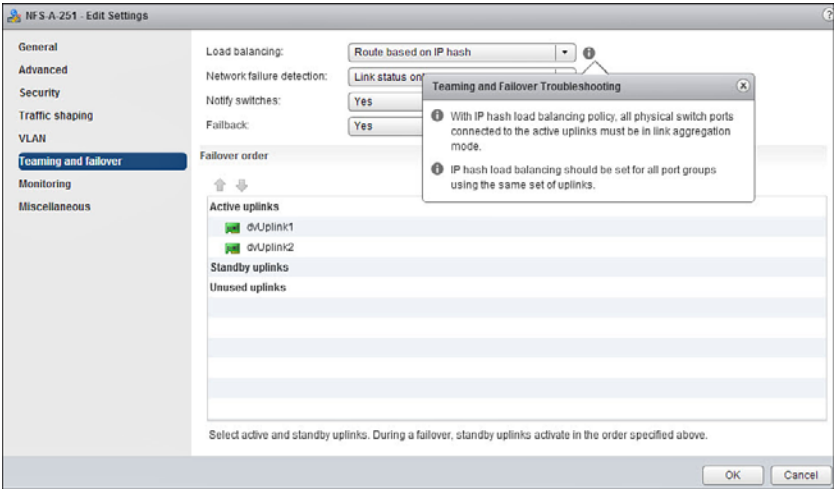 NFS-A-251 - Edit Settings
?
General
Advanced
Security
Traffic shaping
VLAN
Teaming and failover
Monitoring
Miscellaneous
Load balancing:
Route based on IP hash
Network failure detection:
Link status on
Notify switches:
Yes
Failback:
Yes
Teaming and Failover Troubleshooting
With IP hash load balancing policy, all physical switch ports
connected to the active uplinks must be in link aggregation
mode.
IP hash load balancing should be set for all port groups
using the same set of uplinks.
Failover order
Active uplinks
dvUplink1
dvUplink2
Standby uplinks
Unused uplinks
Select active and standby uplinks. During a failover, standby uplinks activate in the order specified above.
OK
Cancel